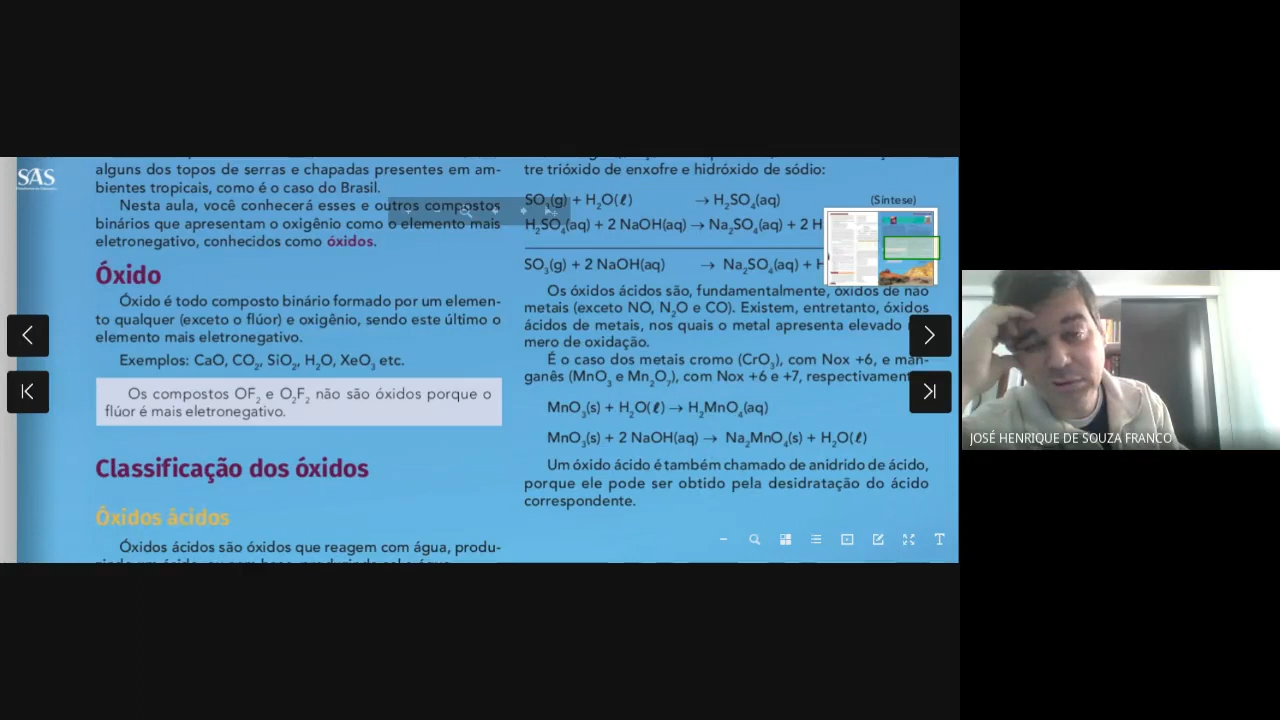 SAS
alguns dos topos de serras e chapadas presentes em am-
bientes tropicais, como é o caso do Brasil.
Nesta aula, você conhecerá esses e outros compostos
binários que apresentam o oxigênio como o elemento mais
eletronegativo, conhecidos como óxidos.
Óxido
Óxido é todo composto binário formado por um elemen-
to qualquer (exceto o flúor) e oxigênio, sendo este último o
elemento mais eletronegativo.
Exemplos: CaO, CO₂, SiO₂, H₂O, XeO₃ etc.
Os compostos OF₂ e O₂F₂ não são óxidos porque o
flúor é mais eletronegativo.
Classificação dos óxidos
Óxidos ácidos
Óxidos ácidos são óxidos que reagem com água, produ-
tre trióxido de enxofre e hidróxido de sódio:
SO₃(g) + H₂O(ℓ) → H₂SO₄(aq) (Síntese)
H₂SO₄(aq) + 2 NaOH(aq) → Na₂SO₄(aq) + 2 H
SO₃(g) + 2 NaOH(aq) → Na₂SO₄(aq) + H
Os óxidos ácidos são, fundamentalmente, óxidos de não
metais (exceto NO, N₂O e CO). Existem, entretanto, óxidos
ácidos de metais, nos quais o metal apresenta elevado
mero de oxidação.
É o caso dos metais cromo (CrO₃), com Nox +6, e man-
ganês (MnO₃ e Mn₂O₇), com Nox +6 e +7, respectivamen
MnO₃(s) + H₂O(ℓ) → H₂MnO₄(aq)
MnO₃(s) + 2 NaOH(aq) → Na₂MnO₄(s) + H₂O(ℓ)
Um óxido ácido é também chamado de anidrido de ácido,
porque ele pode ser obtido pela desidratação do ácido
correspondente.
T
JOSÉ HENRIQUE DE SOUZA FRANCO